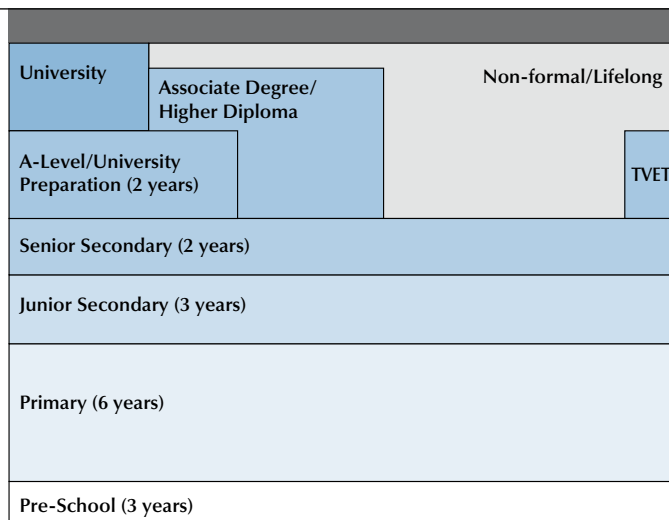 University
Associate Degree/
Higher Diploma
Non-formal/Lifelong
A-Level/University
Preparation (2 years)
TVET
Senior Secondary (2 years)
Junior Secondary (3 years)
Primary (6 years)
Pre-School (3 years)